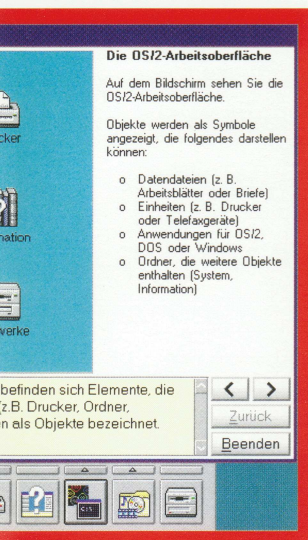 Die OS/2-Arbeitsoberfläche
Auf dem Bildschirm sehen Sie die
OS/2-Arbeitsoberfläche.
Objekte werden als Symbole
angezeigt, die folgendes darstellen
können:
o Datendateien (z. B.
Arbeitsblätter oder Briefe)
o Einheiten (z. B. Drucker
oder Telefaxgeräte)
o Anwendungen für OS/2,
DOS oder Windows
o Ordner, die weitere Objekte
enthalten (System,
Information)
cker
mation
werke
befinden sich Elemente, die
(z.B. Drucker, Ordner,
n als Objekte bezeichnet.
< >
Zurück
Beenden